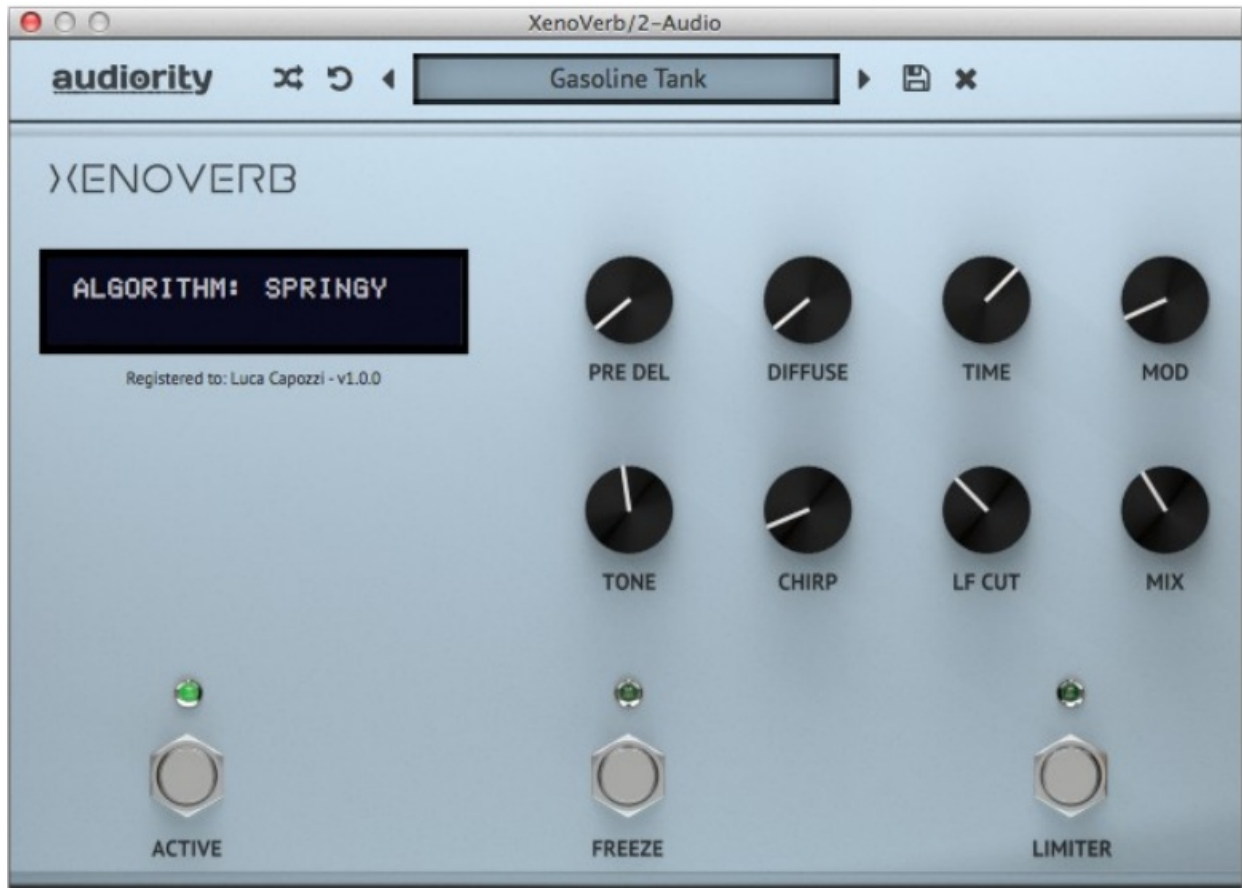 XenoVerb/2-Audio
audiority
Gasoline Tank
XENOVERB
ALGORITHM: SPRINGY
Registered to: Luca Capozzi - v1.0.0
PRE DEL
DIFFUSE
TIME
MOD
TONE
CHIRP
LF CUT
MIX
ACTIVE
FREEZE
LIMITER